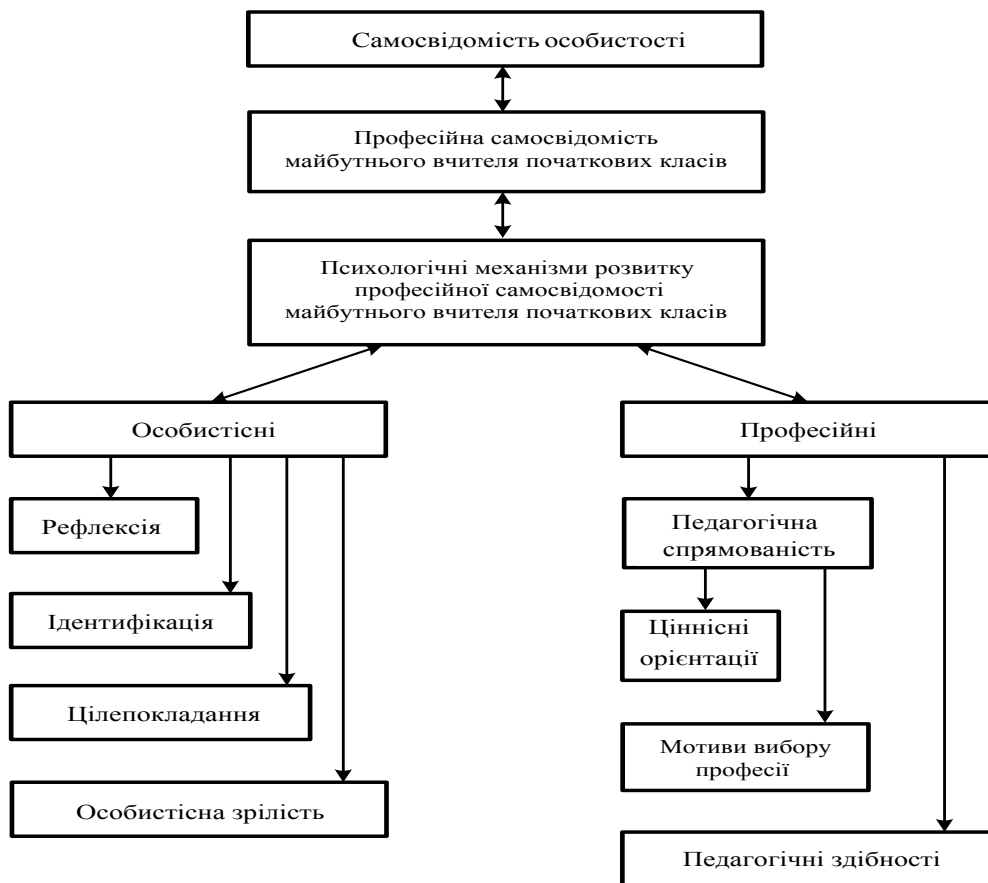 Самосвідомість особистості
Професійна самосвідомість
майбутнього вчителя початкових класів
Психологічні механізми розвитку
професійної самосвідомості
майбутнього вчителя початкових класів
Особистісні
Рефлексія
Ідентифікація
Цілепокладання
Особистісна зрілість
Професійні
Педагогічна
спрямованість
Ціннісні
орієнтації
Мотиви вибору
професії
Педагогічні здібності